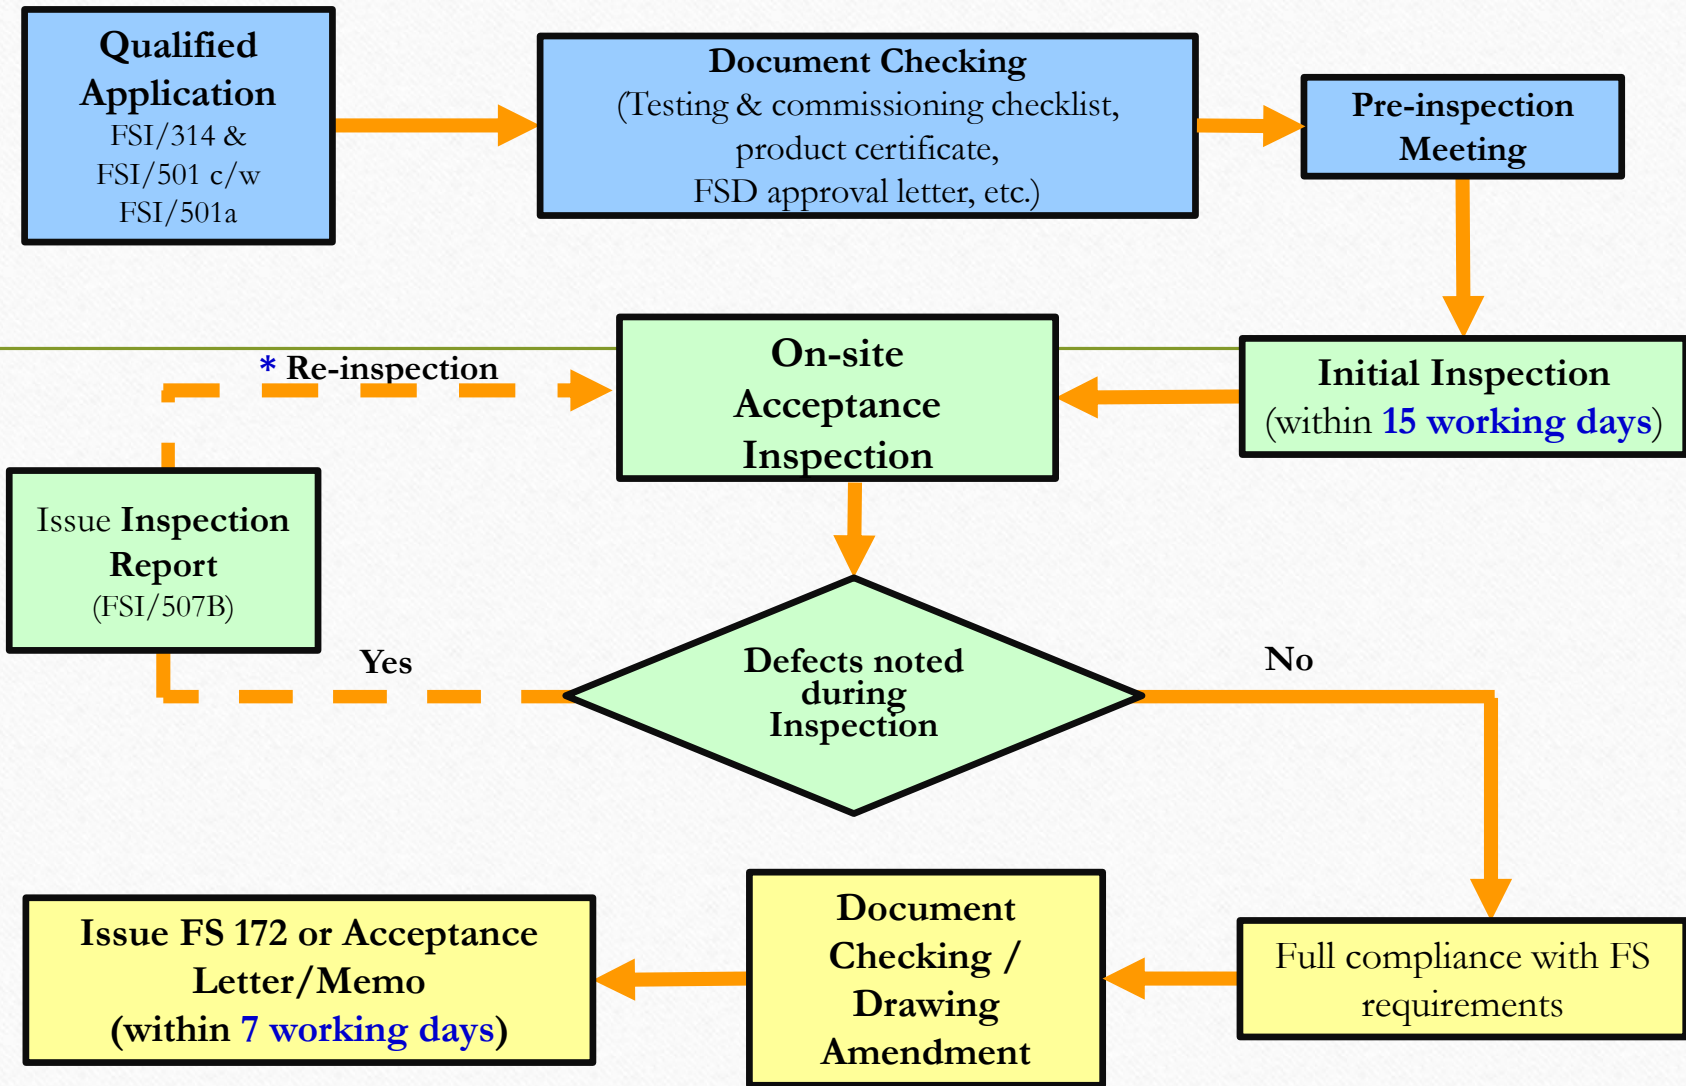 Qualified
Application
FSI/314 &
FSI/501 c/w
FSI/501a
Document Checking
(Testing & commissioning checklist,
product certificate,
FSD approval letter, etc.)
Pre-inspection
Meeting
* Re-inspection
On-site
Acceptance
Inspection
Initial Inspection
(within 15 working days)
Issue Inspection
Report
(FSI/507B)
Yes
Defects noted
during
Inspection
No
Issue FS 172 or Acceptance
Letter/Memo
(within 7 working days)
Document
Checking /
Drawing
Amendment
Full compliance with FS
requirements